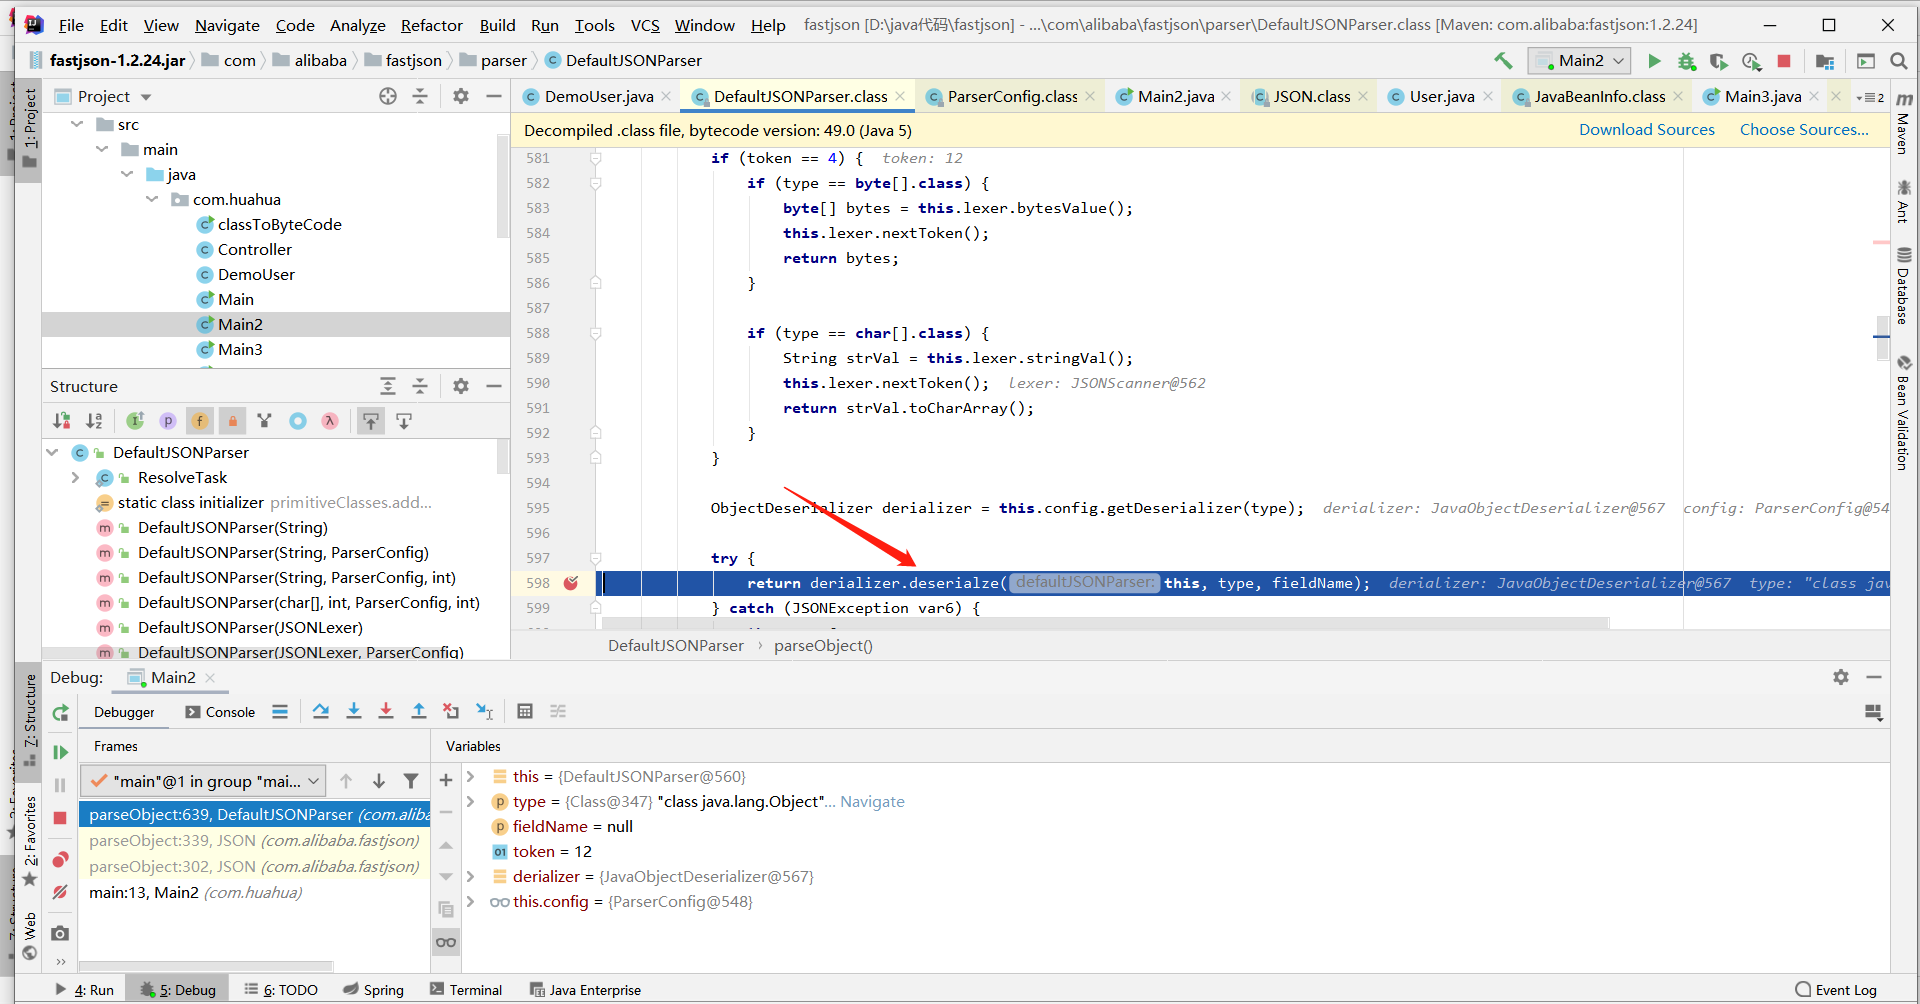 File Edit View Navigate Code Analyze Refactor Build Run Tools VCS Window Help fastjson [D:\java代码\fastjson] - ...\com\alibaba\fastjson\parser\DefaultJSONParser.class [Maven: com.alibaba:fastjson:1.2.24]
fastjson-1.2.24.jar com alibaba fastjson parser DefaultJSONParser Main2
Project
DemoUser.java DefaultJSONParser.class ParserConfig.class Main2.java JSON.class User.java JavaBeanInfo.class Main3.java 2
Decompiled .class file, bytecode version: 49.0 (Java 5) Download Sources Choose Sources...
1: Project
src
main
java
com.huahua
classToByteCode
Controller
DemoUser
Main
Main2
Main3
Structure
DefaultJSONParser
ResolveTask
static class initializer primitiveClasses.add...
DefaultJSONParser(String)
DefaultJSONParser(String, ParserConfig)
DefaultJSONParser(String, ParserConfig, int)
DefaultJSONParser(char[], int, ParserConfig, int)
DefaultJSONParser(JSONLexer)
DefaultJSONParser(JSONLexer, ParserConfig)
581 if (token == 4) { token: 12
582 if (type == byte[].class) {
583 byte[] bytes = this.lexer.bytesValue();
584 this.lexer.nextToken();
585 return bytes;
586 }
587
588 if (type == char[].class) {
589 String strVal = this.lexer.stringVal();
590 this.lexer.nextToken(); lexer: JSONScanner@562
591 return strVal.toCharArray();
592 }
593 }
594
595 ObjectDeserializer derializer = this.config.getDeserializer(type); derializer: JavaObjectDeserializer@567 config: ParserConfig@54
596
597 try {
598 return derializer.deserialze( defaultJSONParser: this, type, fieldName); derializer: JavaObjectDeserializer@567 type: "class jav
599 } catch (JSONException var6) {
DefaultJSONParser › parseObject()
Maven
Ant
Database
Bean Validation
7: Structure
2: Favorites
Web
Debug: Main2
Debugger Console
Frames Variables
"main"@1 in group "mai...
parseObject:639, DefaultJSONParser (com.aliba
parseObject:339, JSON (com.alibaba.fastjson)
parseObject:302, JSON (com.alibaba.fastjson)
main:13, Main2 (com.huahua)
this = {DefaultJSONParser@560}
type = {Class@347} "class java.lang.Object"... Navigate
fieldName = null
token = 12
derializer = {JavaObjectDeserializer@567}
this.config = {ParserConfig@548}
4: Run 5: Debug 6: TODO Spring Terminal Java Enterprise Event Log